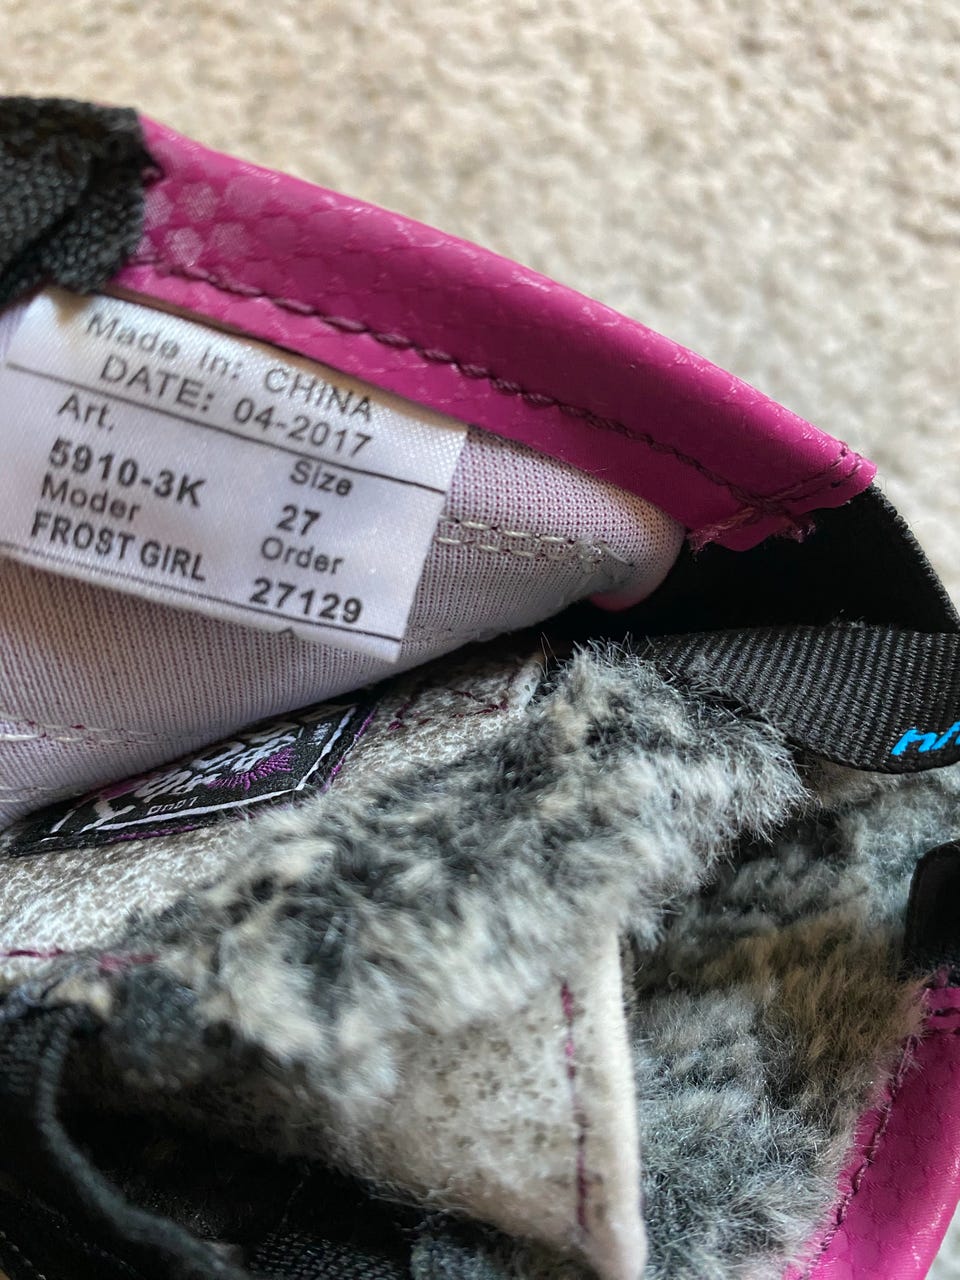 Made In: CHINA
DATE: 04-2017
Art.
5910-3K
Moder
FROST GIRL
Size
27
Order
27129